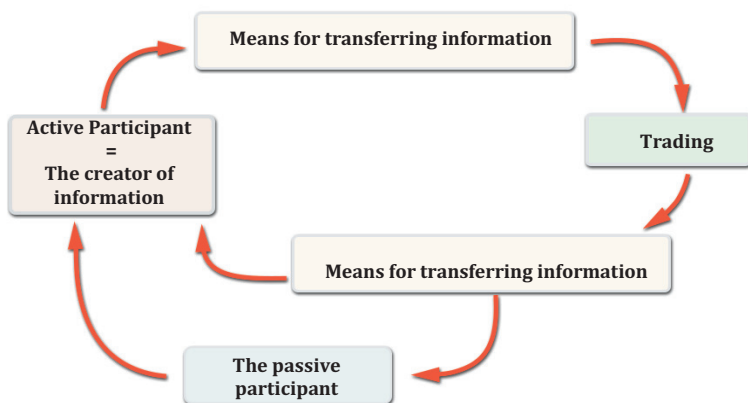 Means for transferring information
Active Participant
=
The creator of
information
Trading
Means for transferring information
The passive
participant